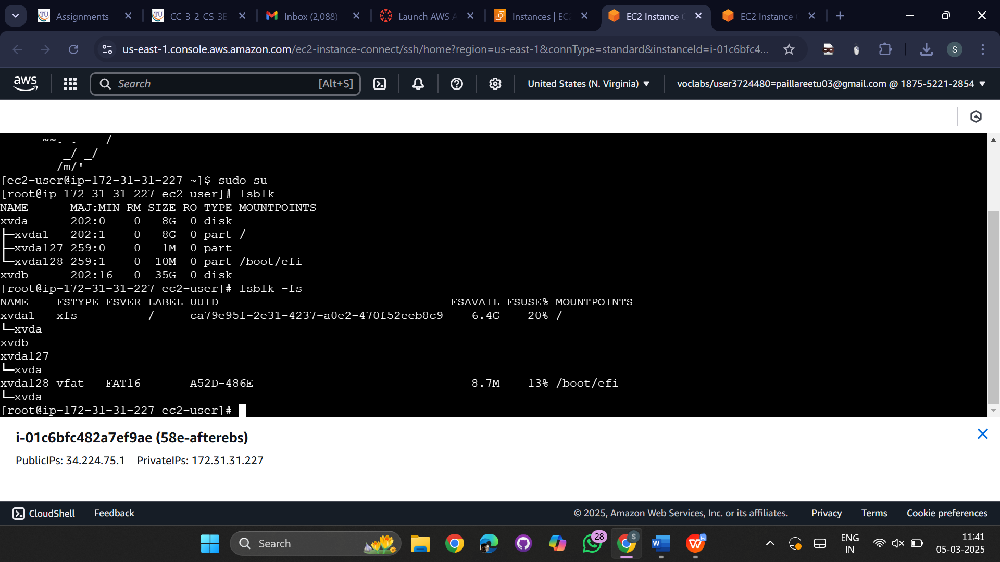 Assignments
CC-3-2-CS-3E
Inbox (2,088) -
Launch AWS A
Instances | EC2
EC2 Instance C
EC2 Instance C
us-east-1.console.aws.amazon.com/ec2-instance-connect/ssh/home?region=us-east-1&connType=standard&instanceId=i-01c6bfc4...
S
aws
Search [Alt+S]
United States (N. Virginia)
voclabs/user3724480=paillareetu03@gmail.com @ 1875-5221-2854
~~._. _/
_/ _/
_/m/'
[ec2-user@ip-172-31-31-227 ~]$ sudo su
[root@ip-172-31-31-227 ec2-user]# lsblk
NAME MAJ:MIN RM SIZE RO TYPE MOUNTPOINTS
xvda 202:0 0 8G 0 disk
├─xvda1 202:1 0 8G 0 part /
├─xvda127 259:0 0 1M 0 part
└─xvda128 259:1 0 10M 0 part /boot/efi
xvdb 202:16 0 35G 0 disk
[root@ip-172-31-31-227 ec2-user]# lsblk -fs
NAME FSTYPE FSVER LABEL UUID FSAVAIL FSUSE% MOUNTPOINTS
xvda1 xfs / ca79e95f-2e31-4237-a0e2-470f52eeb8c9 6.4G 20% /
└─xvda
xvdb
xvda127
└─xvda
xvda128 vfat FAT16 A52D-486E 8.7M 13% /boot/efi
└─xvda
[root@ip-172-31-31-227 ec2-user]#
i-01c6bfc482a7ef9ae (58e-afterebs)
PublicIPs: 34.224.75.1 PrivateIPs: 172.31.31.227
CloudShell Feedback
© 2025, Amazon Web Services, Inc. or its affiliates. Privacy Terms Cookie preferences
Search
28
S
ENG
IN
11:41
05-03-2025